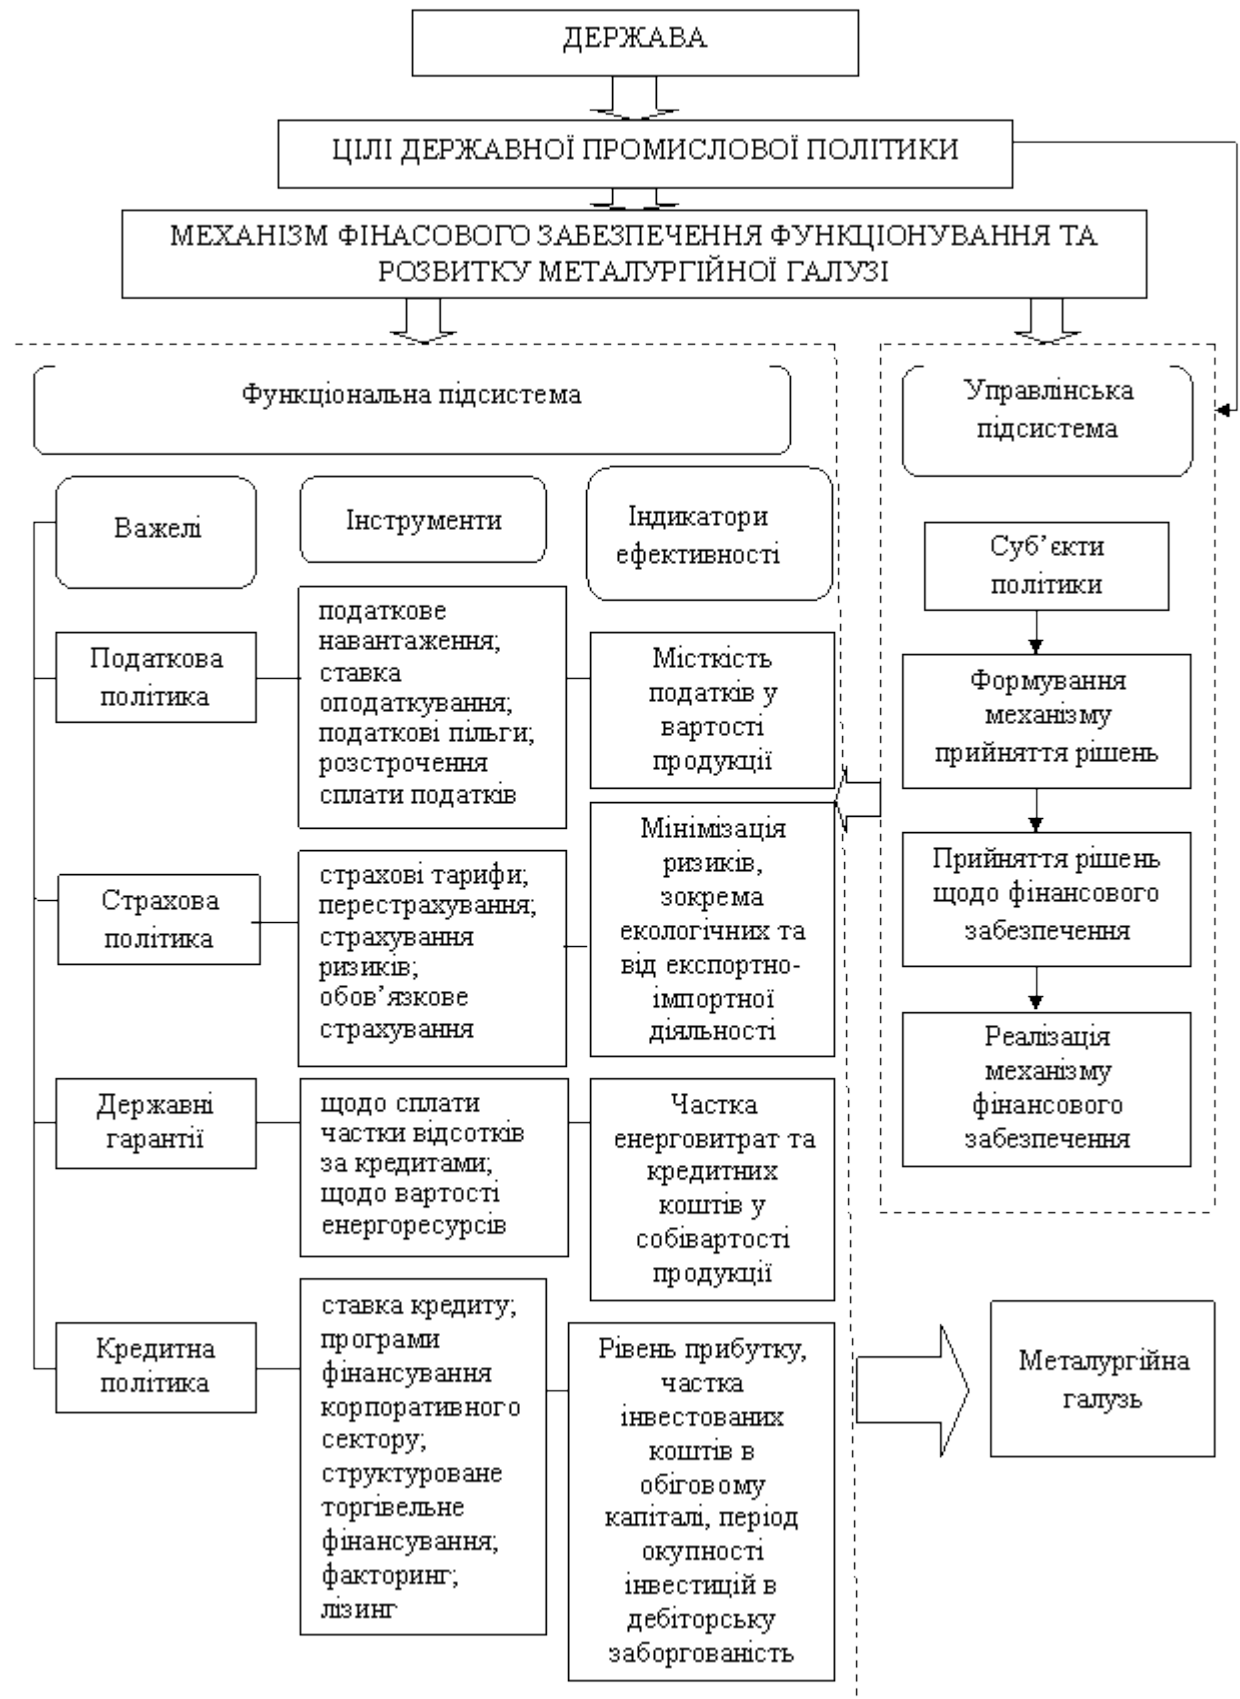 ДЕРЖАВА
ЦІЛІ ДЕРЖАВНОЇ ПРОМИСЛОВОЇ ПОЛІТИКИ
МЕХАНІЗМ ФІНАСОВОГО ЗАБЕЗПЕЧЕННЯ ФУНКЦІОНУВАННЯ ТА
РОЗВИТКУ МЕТАЛУРГІЙНОЇ ГАЛУЗІ
Функціональна підсистема
Важелі
Інструменти
Індикатори
ефективності
Податкова
політика
податкове
навантаження;
ставка
оподаткування;
податкові пільги;
розстрочення
сплати податків
Місткість
податків у
вартості
продукції
Страхова
політика
страхові тарифи;
перестрахування;
страхування
ризиків;
обов’язкове
страхування
Мінімізація
ризиків,
зокрема
екологічних та
від експортно-
імпортної
діяльності
Державні
гарантії
щодо сплати
частки відсотків
за кредитами;
щодо вартості
енергоресурсів
Частка
енерговитрат та
кредитних
коштів у
собівартості
продукції
Кредитна
політика
ставка кредиту;
програми
фінансування
корпоративного
сектору;
структуроване
торгівельне
фінансування;
факторинг;
лізинг
Рівень прибутку,
частка
інвестованих
коштів в
обіговому
капіталі, період
окупності
інвестицій в
дебіторську
заборгованість
Управлінська
підсистема
Суб’єкти
політики
Формування
механізму
прийняття рішень
Прийняття рішень
щодо фінансового
забезпечення
Реалізація
механізму
фінансового
забезпечення
Металургійна
галузь